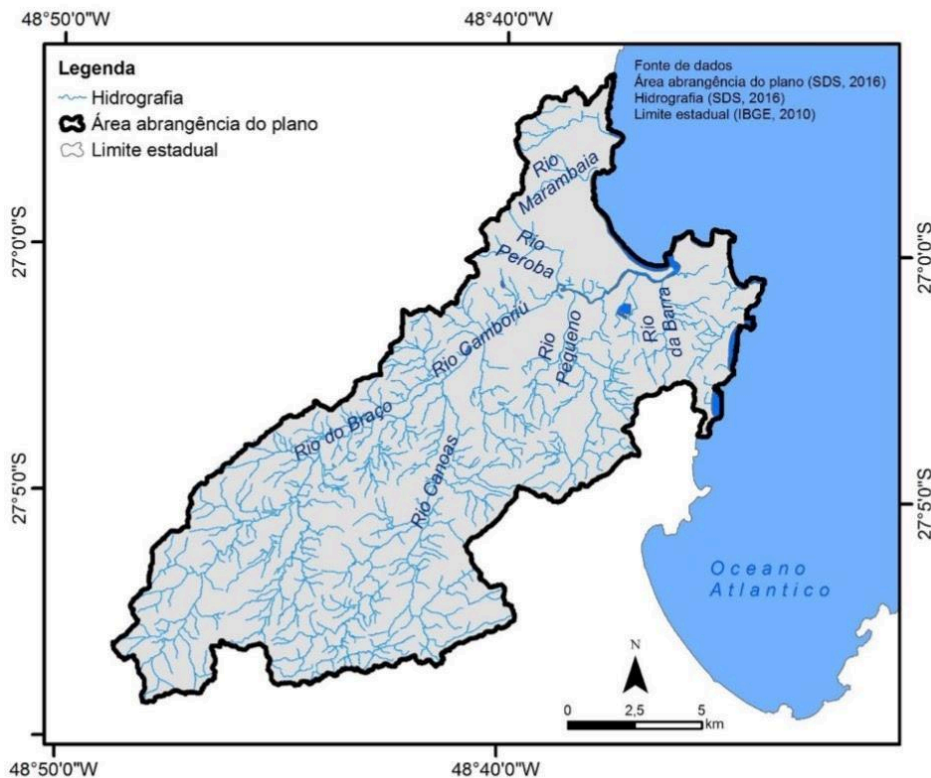 48°50'0"W
48°40'0"W
Legenda
Hidrografia
Área abrangência do plano
Limite estadual
Fonte de dados
Área abrangência do plano (SDS, 2016)
Hidrografia (SDS, 2016)
Limite estadual (IBGE, 2010)
Rio
Marambaia
27°0'0"S
27°0'0"S
Rio
Peroba
Rio Camboriú
Rio
Pequeno
Rio
da Barra
Rio do Braço
Rio Canoas
27°5'0"S
27°5'0"S
Oceano
Atlantico
N
0 2,5 5
km
48°50'0"W
48°40'0"W